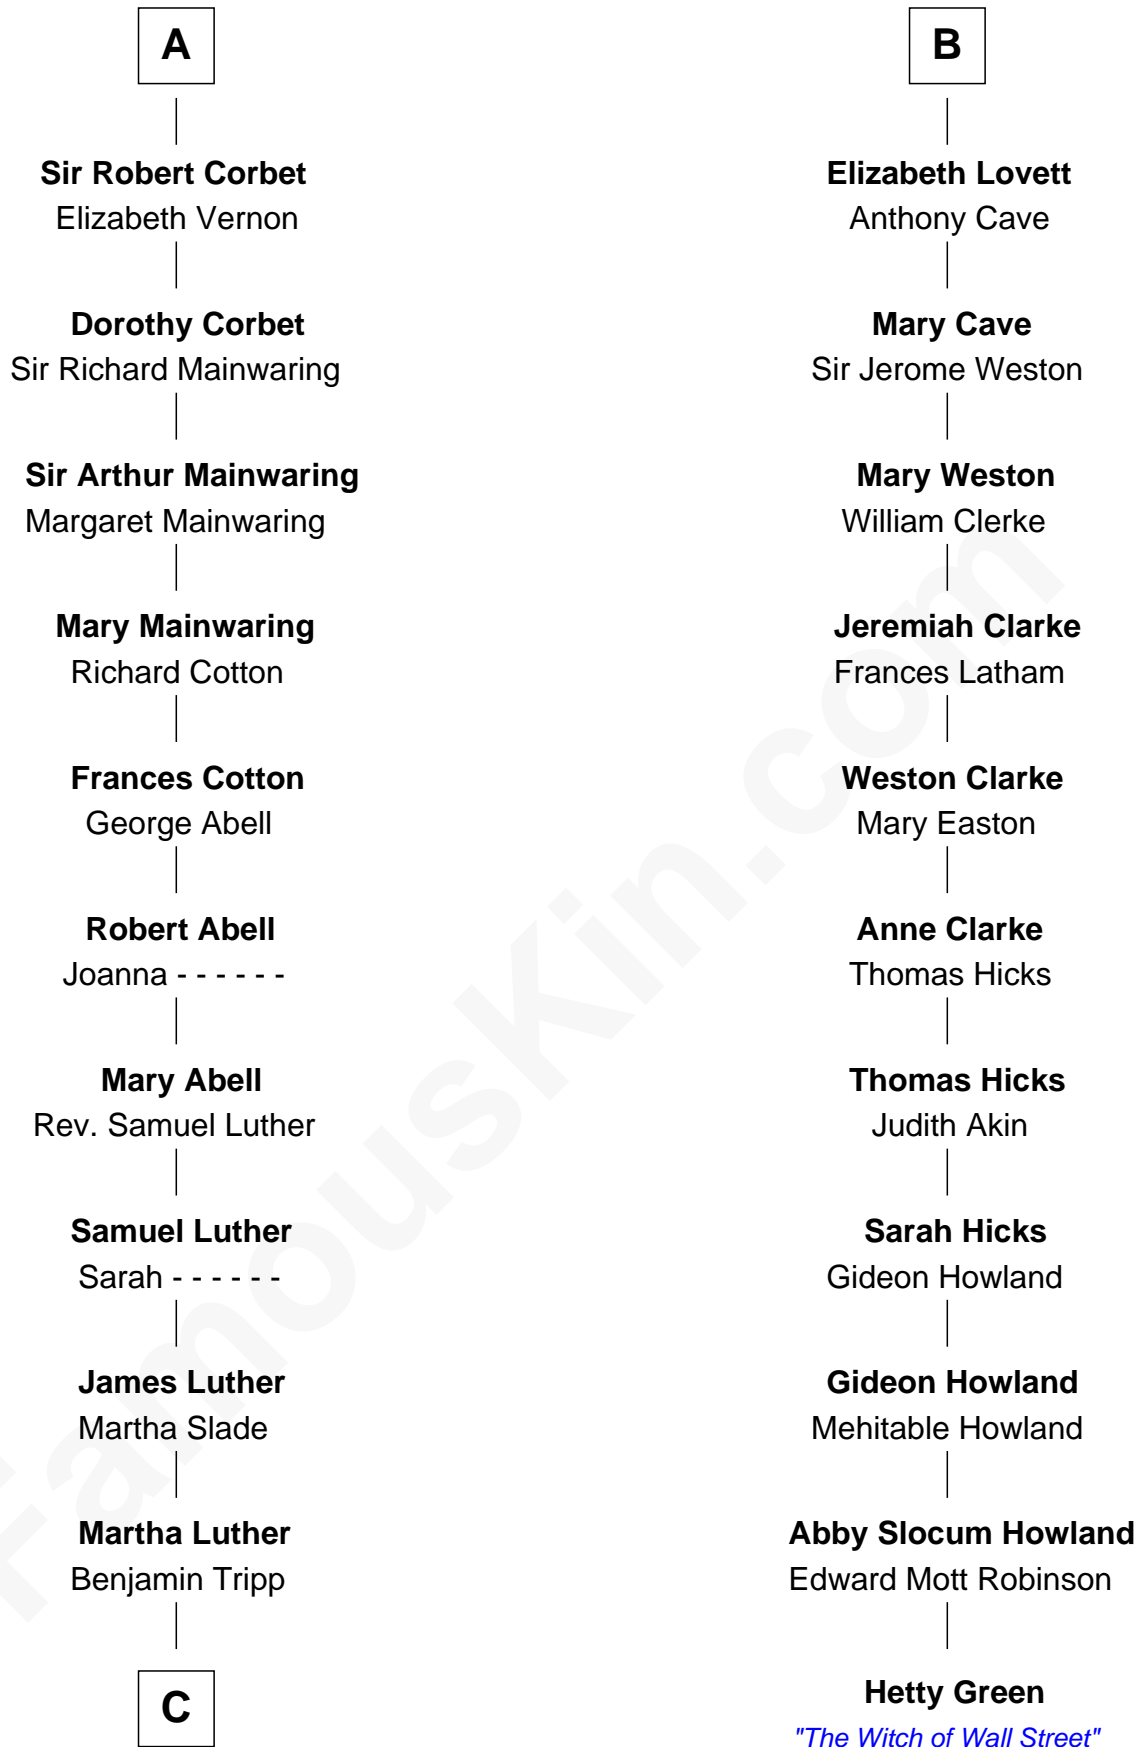 A
Sir Robert Corbet
Elizabeth Vernon
Dorothy Corbet
Sir Richard Mainwaring
Sir Arthur Mainwaring
Margaret Mainwaring
Mary Mainwaring
Richard Cotton
Frances Cotton
George Abell
Robert Abell
Joanna - - - - - -
Mary Abell
Rev. Samuel Luther
Samuel Luther
Sarah - - - - - -
James Luther
Martha Slade
Martha Luther
Benjamin Tripp
C
B
Elizabeth Lovett
Anthony Cave
Mary Cave
Sir Jerome Weston
Mary Weston
William Clerke
Jeremiah Clarke
Frances Latham
Weston Clarke
Mary Easton
Anne Clarke
Thomas Hicks
Thomas Hicks
Judith Akin
Sarah Hicks
Gideon Howland
Gideon Howland
Mehitable Howland
Abby Slocum Howland
Edward Mott Robinson
Hetty Green
"The Witch of Wall Street"
FamousKin.com